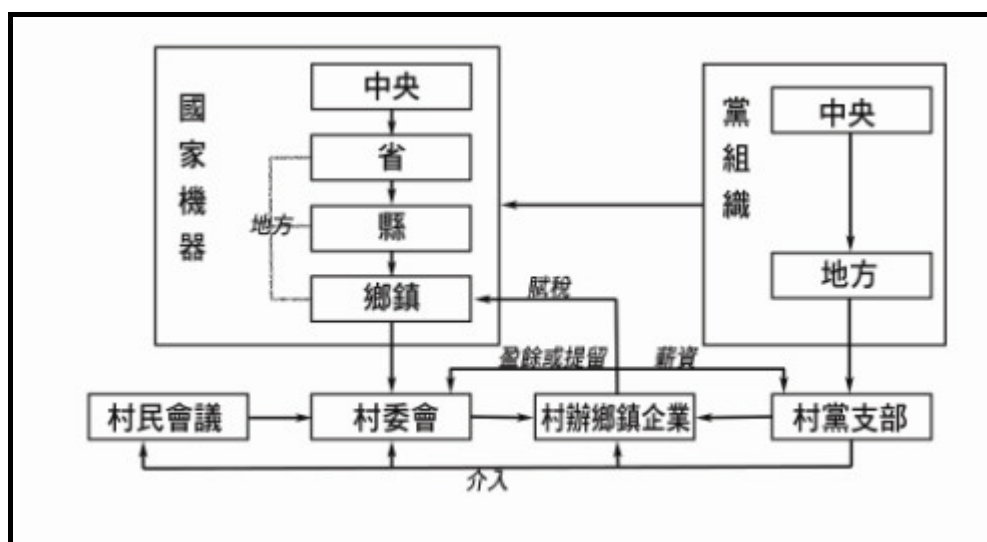 國家機器
中央
省
縣
鄉鎮
地方
黨組織
中央
地方
賦稅
盈餘或提留
薪資
村民會議
村委會
村辦鄉鎮企業
村黨支部
介入